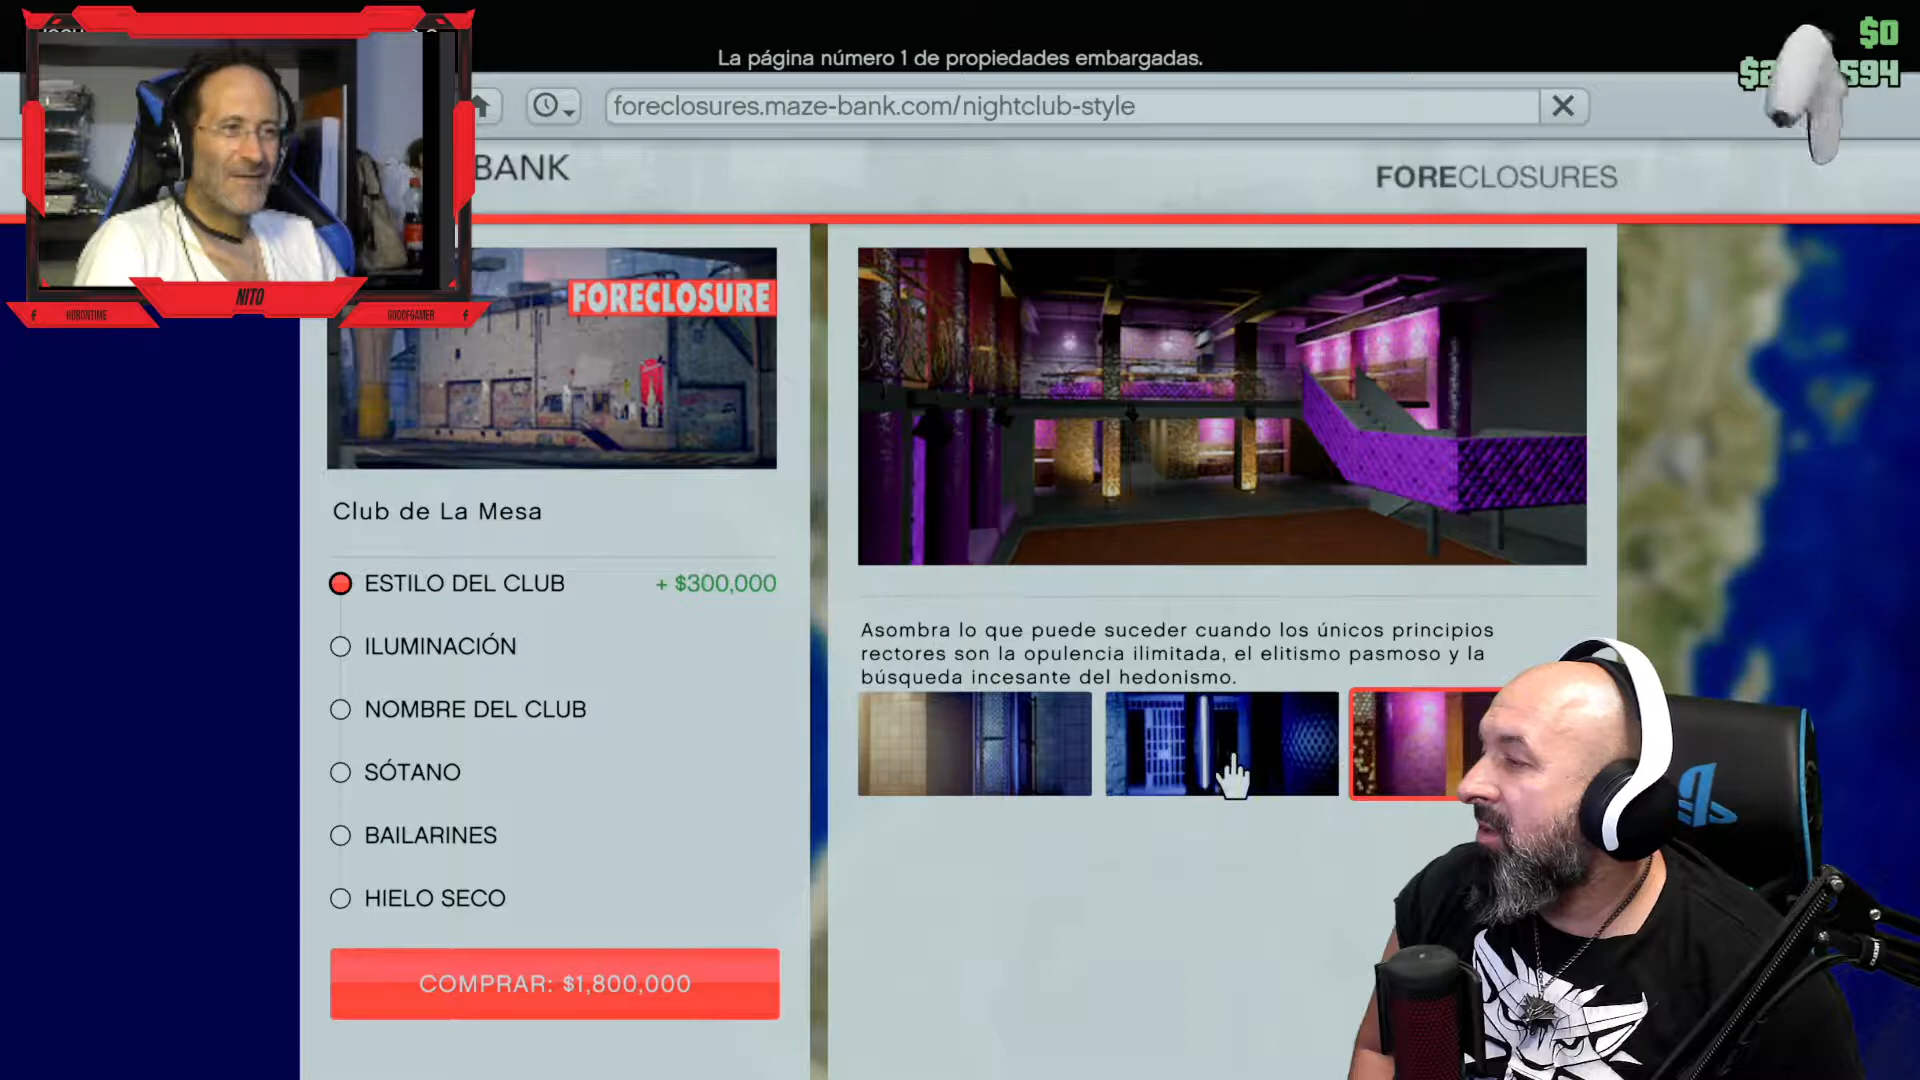 La página número 1 de propiedades embargadas.
$0
foreclosures.maze-bank.com/nightclub-style
BANK
FORECLOSURES
FORECLOSURE
NITO
HOBONTIME
GODOFGAMER
Club de La Mesa
ESTILO DEL CLUB + $300,000
ILUMINACIÓN
NOMBRE DEL CLUB
SÓTANO
BAILARINES
HIELO SECO
COMPRAR: $1,800,000
Asombra lo que puede suceder cuando los únicos principios
rectores son la opulencia ilimitada, el elitismo pasmoso y la
búsqueda incesante del hedonismo.